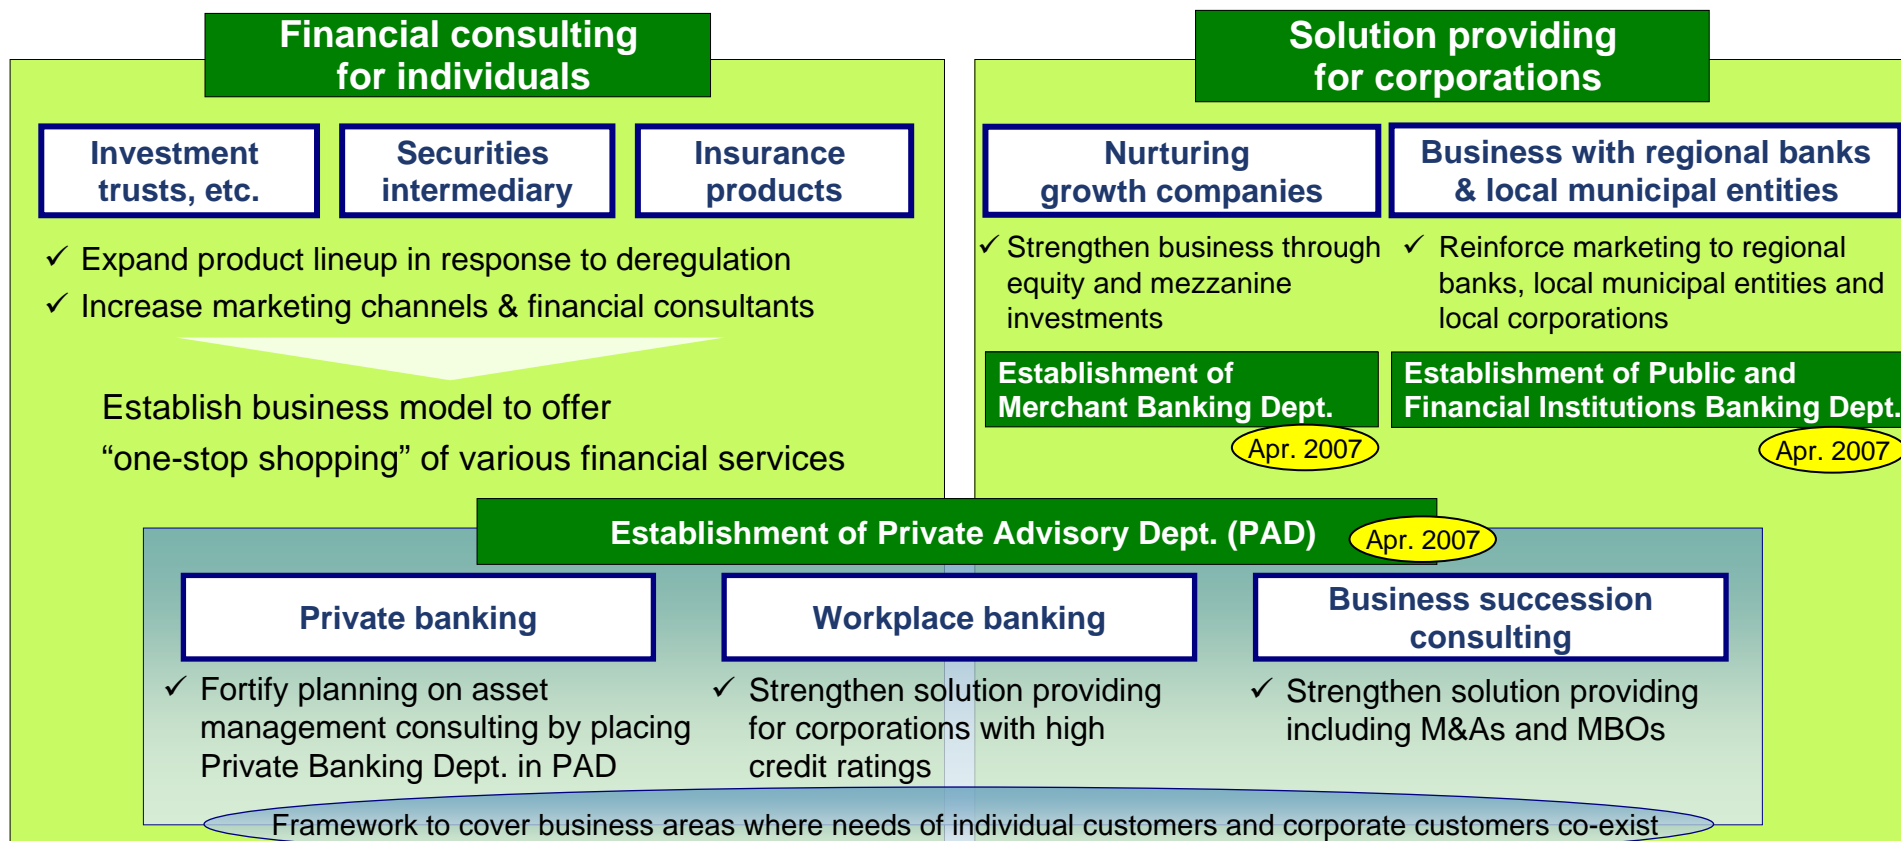 Financial consulting
for individuals
Investment
trusts, etc.
Securities
intermediary
Insurance
products
✓ Expand product lineup in response to deregulation
✓ Increase marketing channels & financial consultants
Establish business model to offer
“one-stop shopping” of various financial services
Solution providing
for corporations
Nurturing
growth companies
✓ Strengthen business through
equity and mezzanine
investments
Establishment of
Merchant Banking Dept.
Apr. 2007
Business with regional banks
& local municipal entities
✓ Reinforce marketing to regional
banks, local municipal entities and
local corporations
Establishment of Public and
Financial Institutions Banking Dept.
Apr. 2007
Establishment of Private Advisory Dept. (PAD)
Apr. 2007
Private banking
✓ Fortify planning on asset
management consulting by placing
Private Banking Dept. in PAD
Workplace banking
✓ Strengthen solution providing
for corporations with high
credit ratings
Business succession
consulting
✓ Strengthen solution providing
including M&As and MBOs
Framework to cover business areas where needs of individual customers and corporate customers co-exist